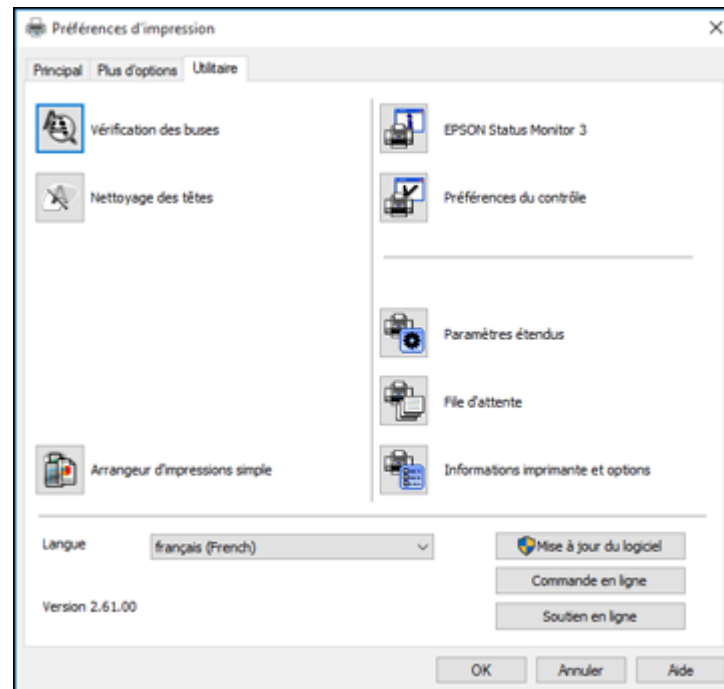 Préférences d'impression
Principal
Plus d'options
Utilitaire
Vérification des buses
EPSON Status Monitor 3
Nettoyage des têtes
Préférences du contrôle
Paramètres étendus
File d'attente
Arrangeur d'impressions simple
Informations imprimante et options
Langue
français (French)
Mise à jour du logiciel
Commande en ligne
Version 2.61.00
Soutien en ligne
OK
Annuler
Aide